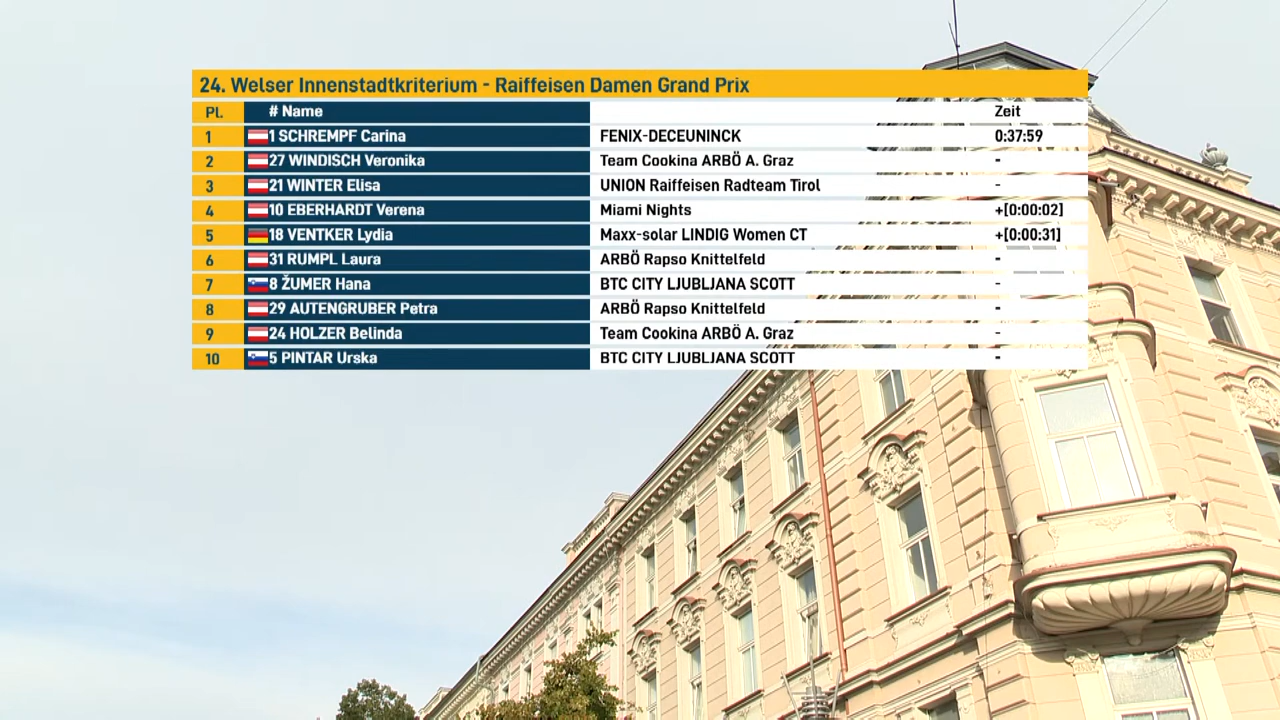 24. Welser Innenstadtkriterium - Raiffeisen Damen Grand Prix
PL. # Name Zeit
1 1 SCHREMPF Carina FENIX-DECEUNINCK 0:37:59
2 27 WINDISCH Veronika Team Cookina ARBÖ A. Graz -
3 21 WINTER Elisa UNION Raiffeisen Radteam Tirol -
4 10 EBERHARDT Verena Miami Nights +[0:00:02]
5 18 VENTKER Lydia Maxx-solar LINDIG Women CT +[0:00:31]
6 31 RUMPL Laura ARBÖ Rapso Knittelfeld -
7 8 ŽUMER Hana BTC CITY LJUBLJANA SCOTT -
8 29 AUTENGRUBER Petra ARBÖ Rapso Knittelfeld -
9 24 HOLZER Belinda Team Cookina ARBÖ A. Graz -
10 5 PINTAR Urska BTC CITY LJUBLJANA SCOTT -